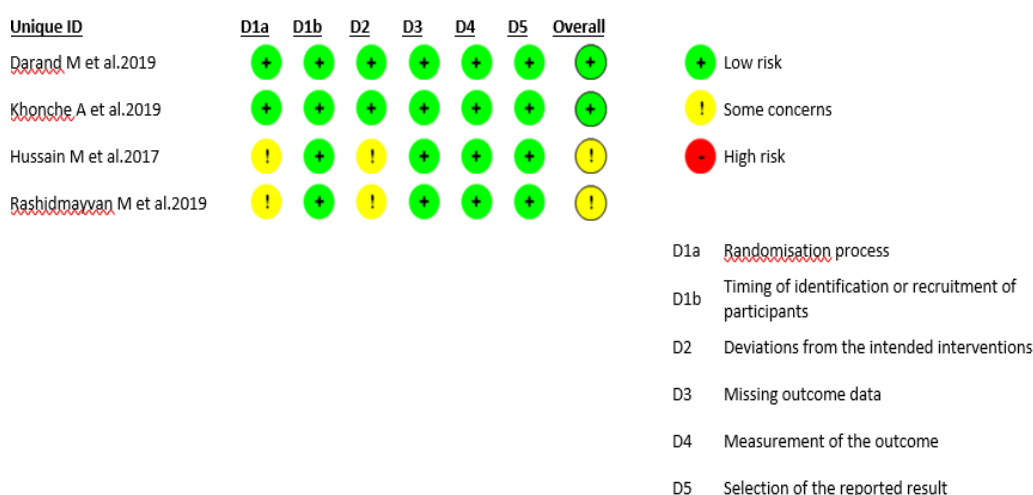 Unique ID D1a D1b D2 D3 D4 D5 Overall
Darand M et al.2019 + + + + + + +
Khonche A et al.2019 + + + + + + +
Hussain M et al.2017 ! + ! + + + !
Rashidmayvan M et al.2019 ! + ! + + + !
+ Low risk
! Some concerns
- High risk
D1a Randomisation process
D1b Timing of identification or recruitment of
participants
D2 Deviations from the intended interventions
D3 Missing outcome data
D4 Measurement of the outcome
D5 Selection of the reported result